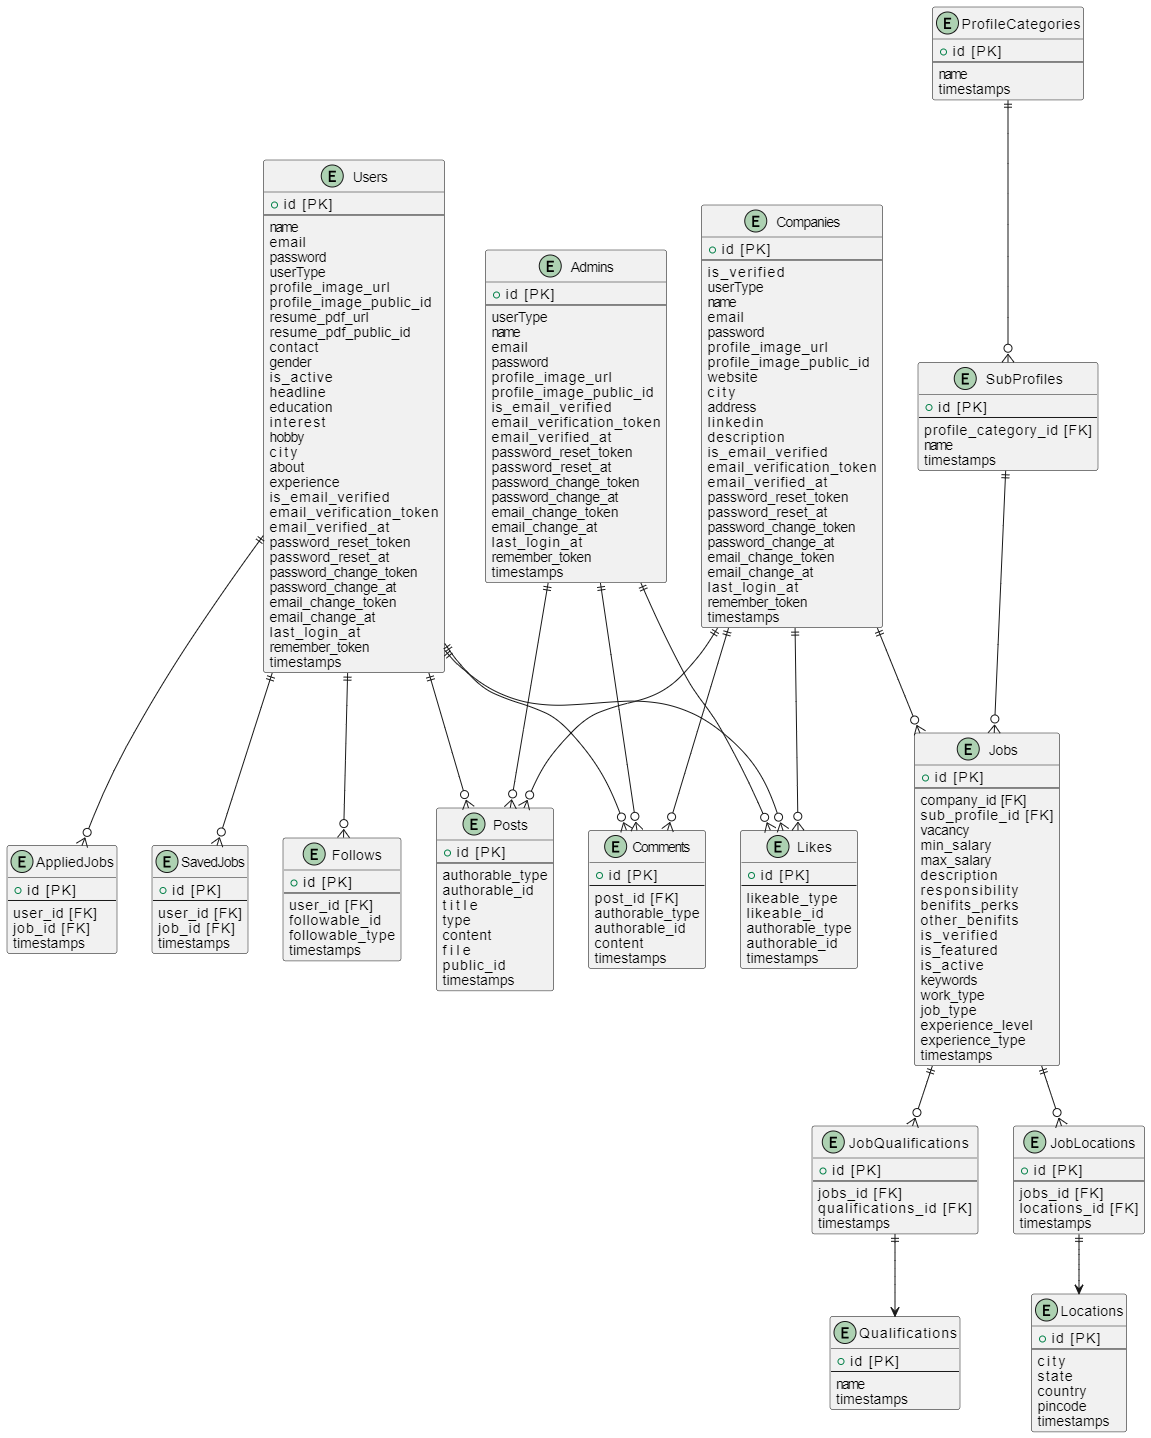 E ProfileCategories
id [PK]
name
timestamps
E Users
id [PK]
name
email
password
userType
profile_image_url
profile_image_public_id
resume_pdf_url
resume_pdf_public_id
contact
gender
is_active
headline
education
interest
hobby
city
about
experience
is_email_verified
email_verification_token
email_verified_at
password_reset_token
password_reset_at
password_change_token
password_change_at
email_change_token
email_change_at
last_login_at
remember_token
timestamps
E Admins
id [PK]
userType
name
email
password
profile_image_url
profile_image_public_id
is_email_verified
email_verification_token
email_verified_at
password_reset_token
password_reset_at
password_change_token
password_change_at
email_change_token
email_change_at
last_login_at
remember_token
timestamps
E Companies
id [PK]
is_verified
userType
name
email
password
profile_image_url
profile_image_public_id
website
city
address
linkedin
description
is_email_verified
email_verification_token
email_verified_at
password_reset_token
password_reset_at
password_change_token
password_change_at
email_change_token
email_change_at
last_login_at
remember_token
timestamps
E SubProfiles
id [PK]
profile_category_id [FK]
name
timestamps
E AppliedJobs
id [PK]
user_id [FK]
job_id [FK]
timestamps
E SavedJobs
id [PK]
user_id [FK]
job_id [FK]
timestamps
E Follows
id [PK]
user_id [FK]
followable_id
followable_type
timestamps
E Posts
id [PK]
authorable_type
authorable_id
title
type
content
file
public_id
timestamps
E Comments
id [PK]
post_id [FK]
authorable_type
authorable_id
content
timestamps
E Likes
id [PK]
likeable_type
likeable_id
authorable_type
authorable_id
timestamps
E Jobs
id [PK]
company_id [FK]
sub_profile_id [FK]
vacancy
min_salary
max_salary
description
responsibility
benifits_perks
other_benifits
is_verified
is_featured
is_active
keywords
work_type
job_type
experience_level
experience_type
timestamps
E JobQualifications
id [PK]
jobs_id [FK]
qualifications_id [FK]
timestamps
E JobLocations
id [PK]
jobs_id [FK]
locations_id [FK]
timestamps
E Qualifications
id [PK]
name
timestamps
E Locations
id [PK]
city
state
country
pincode
timestamps